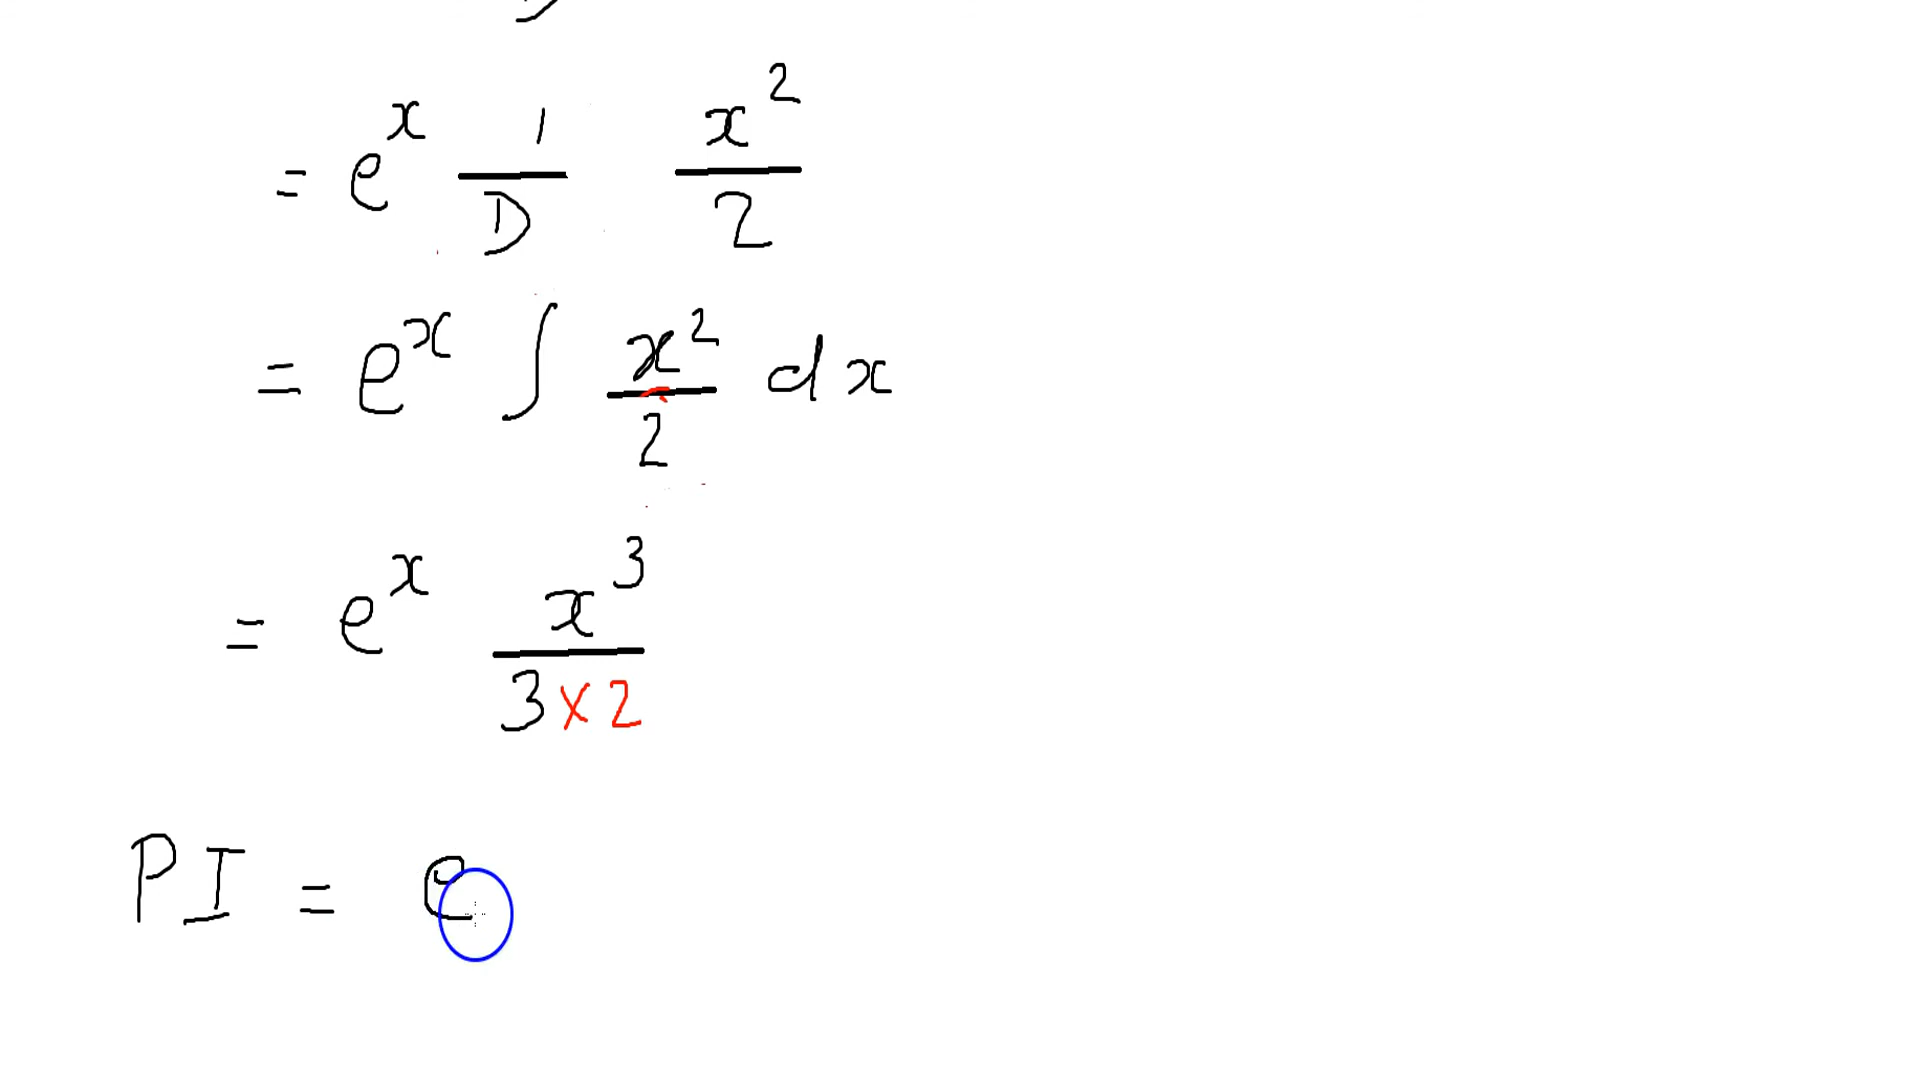 = e^x 1/D x^2/2
= e^x ∫ x^2/2 dx
= e^x x^3/3×2
PI = e